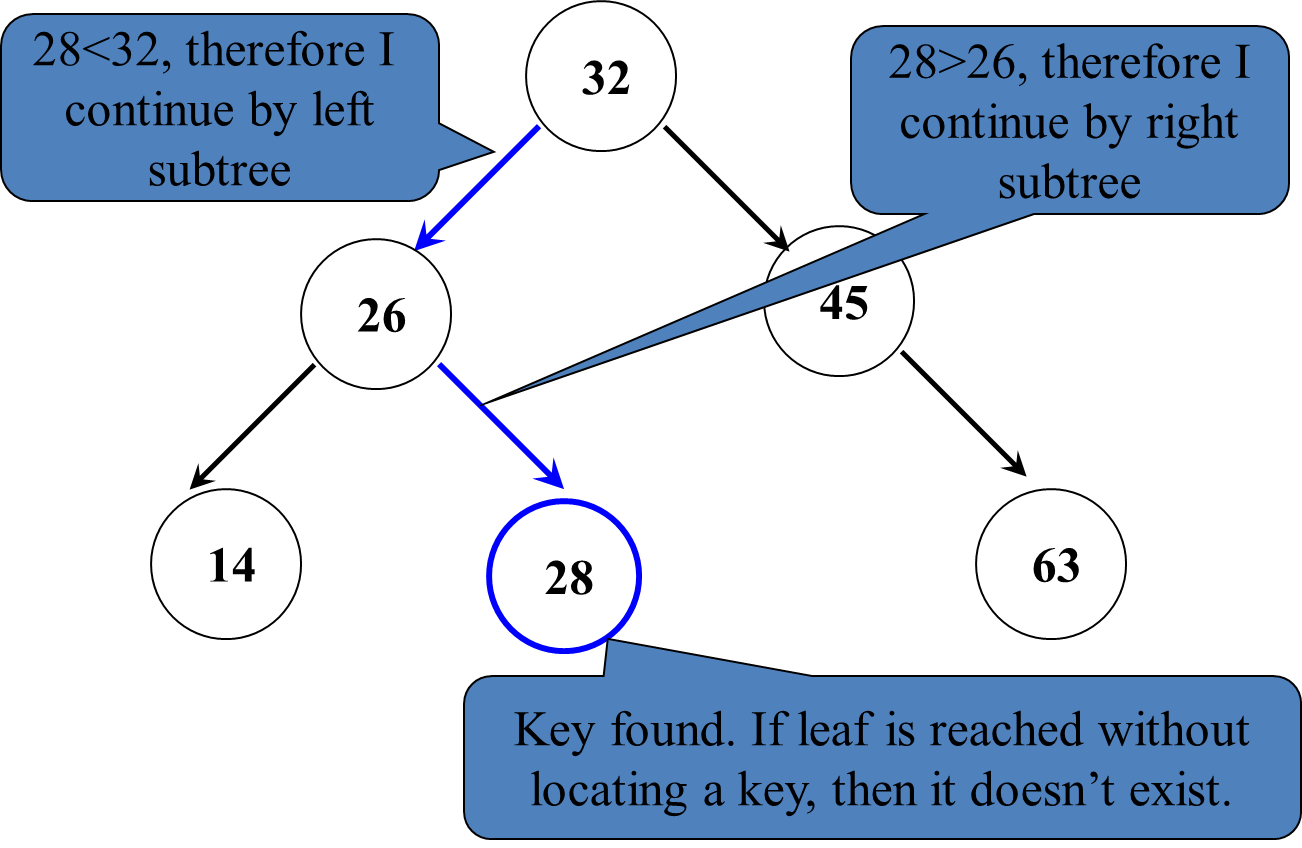 28<32, therefore I
continue by left
subtree
32
28>26, therefore I
continue by right
subtree
26
45
14
28
63
Key found. If leaf is reached without
locating a key, then it doesn’t exist.